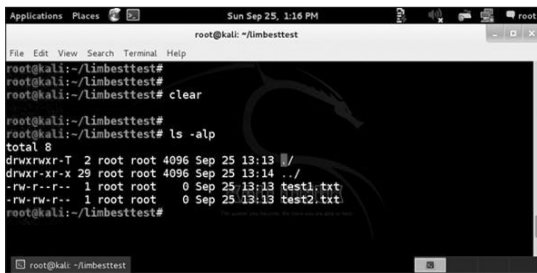 Applications Places Sun Sep 25, 1:16 PM root
root@kali: ~/limbesttest
File Edit View Search Terminal Help
root@kali:~/limbesttest#
root@kali:~/limbesttest#
root@kali:~/limbesttest# clear
root@kali:~/limbesttest#
root@kali:~/limbesttest# ls -alp
total 8
drwxrwxr-T 2 root root 4096 Sep 25 13:13 ./
drwxr-xr-x 29 root root 4096 Sep 25 13:14 ../
-rw-r--r-- 1 root root 0 Sep 25 13:13 test1.txt
-rw-rw-r-- 1 root root 0 Sep 25 13:13 test2.txt
root@kali:~/limbesttest#
root@kali: ~/limbesttest